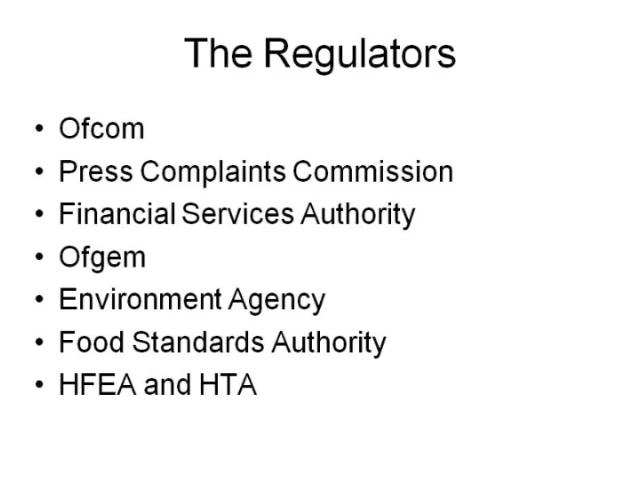 The Regulators
• Ofcom
• Press Complaints Commission
• Financial Services Authority
• Ofgem
• Environment Agency
• Food Standards Authority
• HFEA and HTA